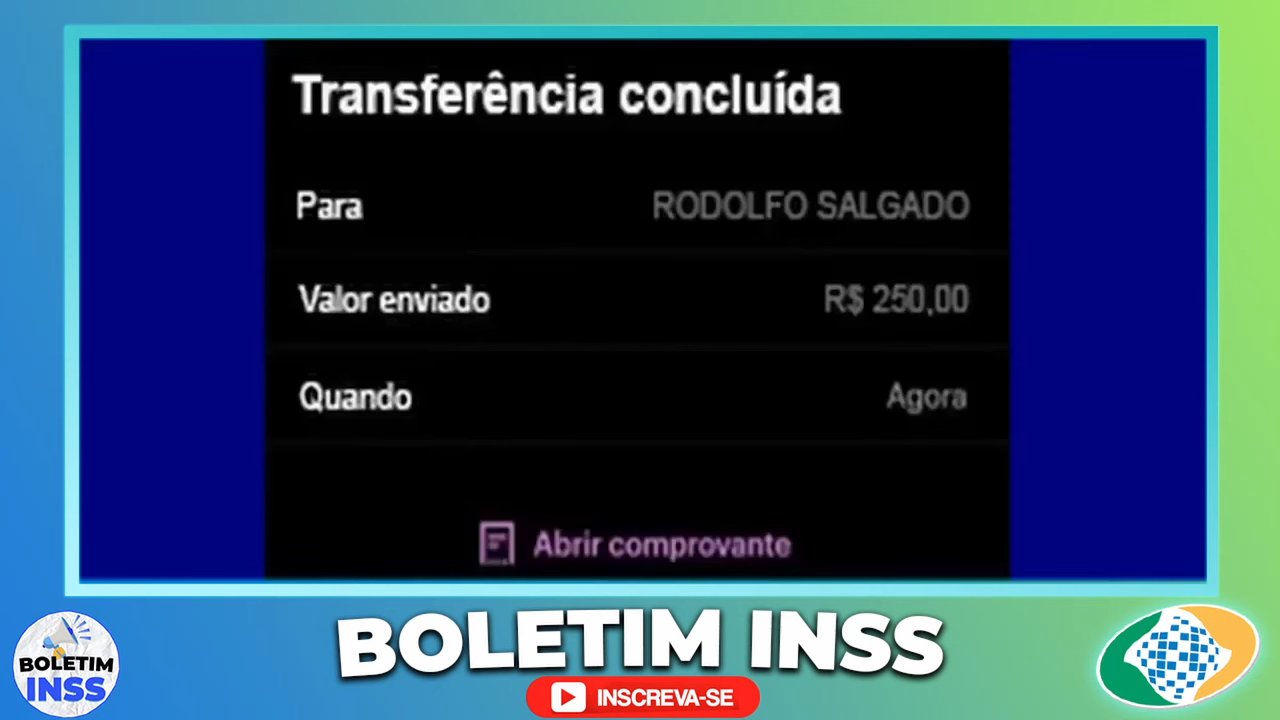 Transferência concluída
Para RODOLFO SALGADO
Valor enviado R$ 250,00
Quando Agora
Abrir comprovante
BOLETIM INSS
BOLETIM
INSS
INSCREVA-SE